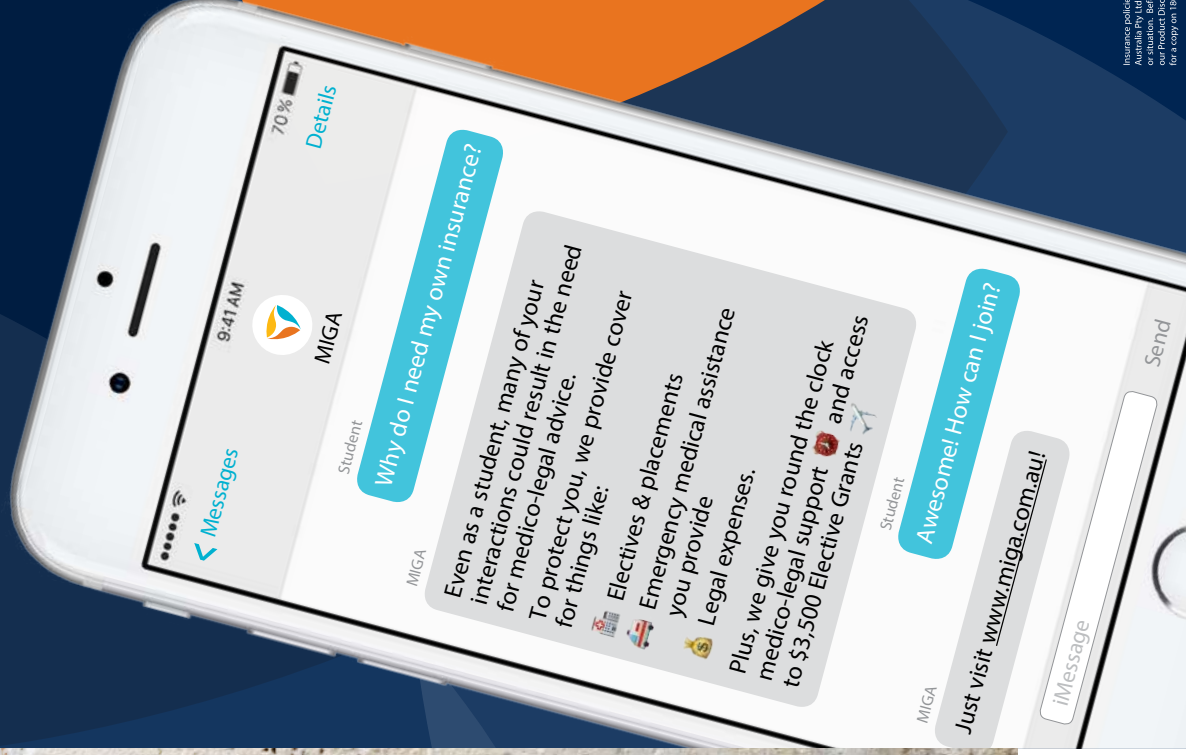 9:41 AM
70%
Messages
MIGA
Details
Student
Why do I need my own insurance?
MIGA
Even as a student, many of your
interactions could result in the need
for medico-legal advice.
To protect you, we provide cover
for things like:
Electives & placements
Emergency medical assistance
you provide
Legal expenses.
Plus, we give you round the clock
medico-legal support and access
to $3,500 Elective Grants
Student
Awesome! How can I join?
MIGA
Just visit www.miga.com.au!
iMessage
Send
Insurance policie
Australia Pty Ltd
or situation. Bef
our Product Disc
for a copy on 18